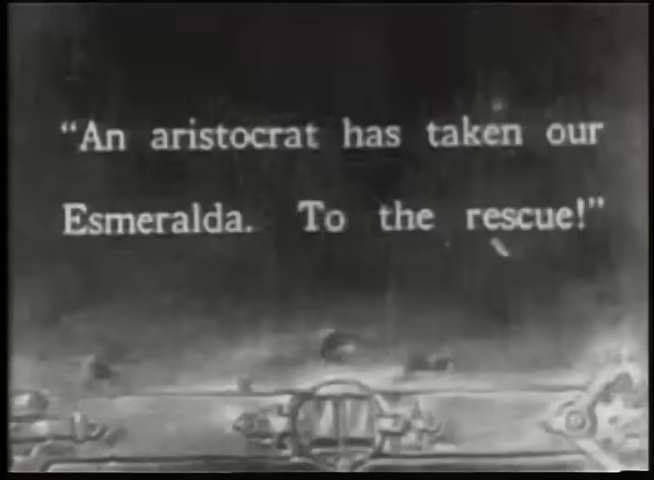 “An aristocrat has taken our
Esmeralda. To the rescue!”